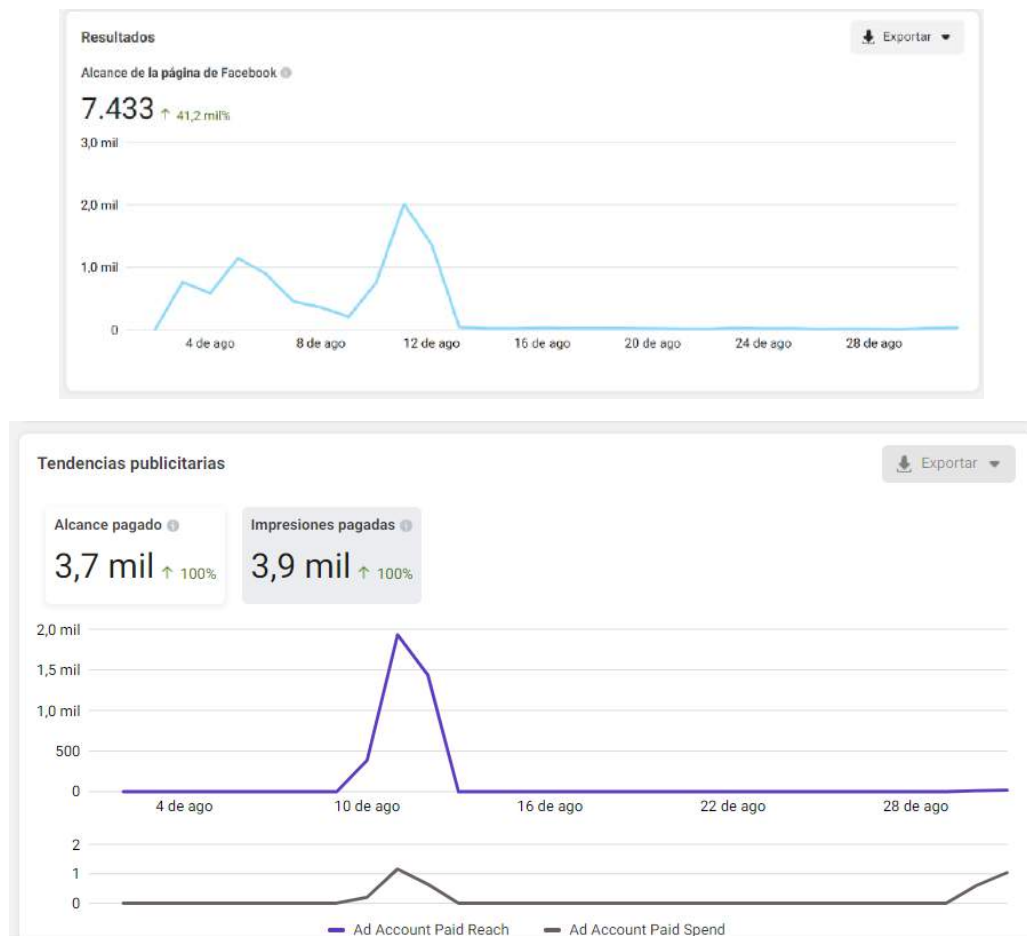 Resultados
Exportar
Alcance de la página de Facebook
7.433 ↑ 41,2 mil%
3,0 mil
2,0 mil
1,0 mil
0
4 de ago 8 de ago 12 de ago 16 de ago 20 de ago 24 de ago 28 de ago
Tendencias publicitarias
Exportar
Alcance pagado
3,7 mil ↑ 100%
Impresiones pagadas
3,9 mil ↑ 100%
2,0 mil
1,5 mil
1,0 mil
500
0
4 de ago 10 de ago 16 de ago 22 de ago 28 de ago
2
1
0
Ad Account Paid Reach Ad Account Paid Spend